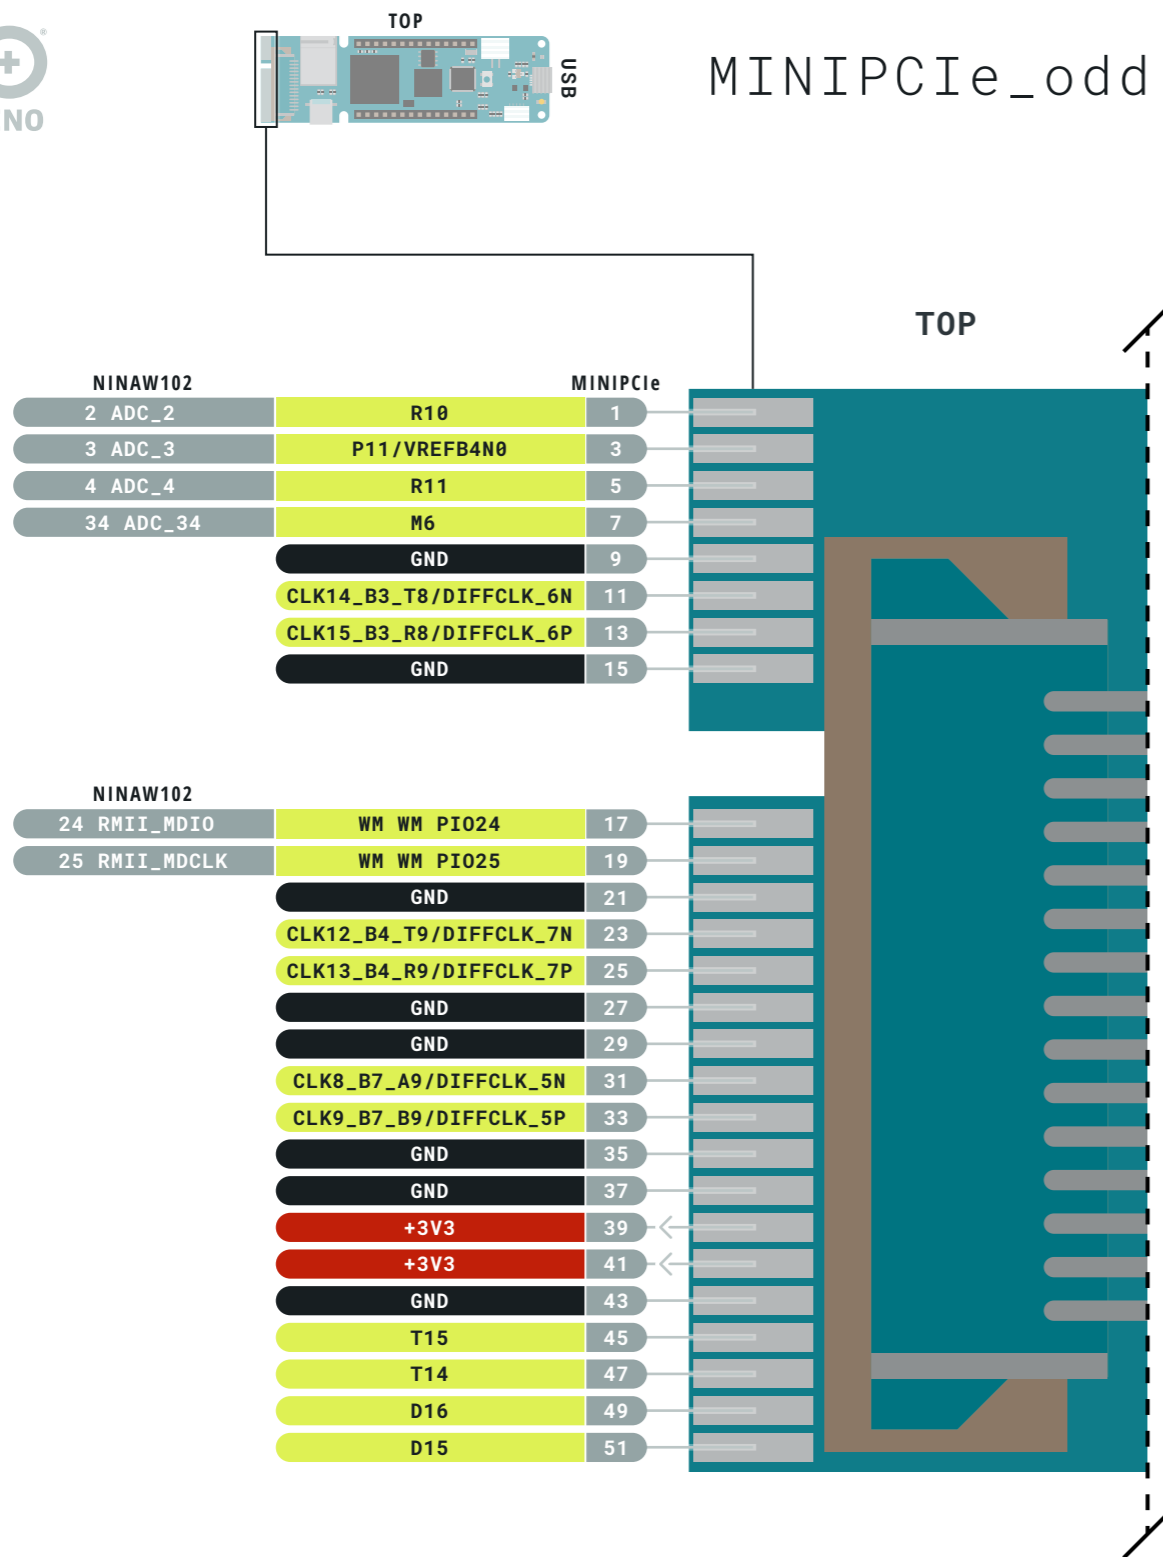 TOP
MINIPCIe_odd
USB
NO
TOP
NINAW102 MINIPCIe
2 ADC_2 R10 1
3 ADC_3 P11/VREFB4N0 3
4 ADC_4 R11 5
34 ADC_34 M6 7
GND 9
CLK14_B3_T8/DIFFCLK_6N 11
CLK15_B3_R8/DIFFCLK_6P 13
GND 15
NINAW102
24 RMII_MDIO WM WM PIO24 17
25 RMII_MDCLK WM WM PIO25 19
GND 21
CLK12_B4_T9/DIFFCLK_7N 23
CLK13_B4_R9/DIFFCLK_7P 25
GND 27
GND 29
CLK8_B7_A9/DIFFCLK_5N 31
CLK9_B7_B9/DIFFCLK_5P 33
GND 35
GND 37
+3V3 39
+3V3 41
GND 43
T15 45
T14 47
D16 49
D15 51